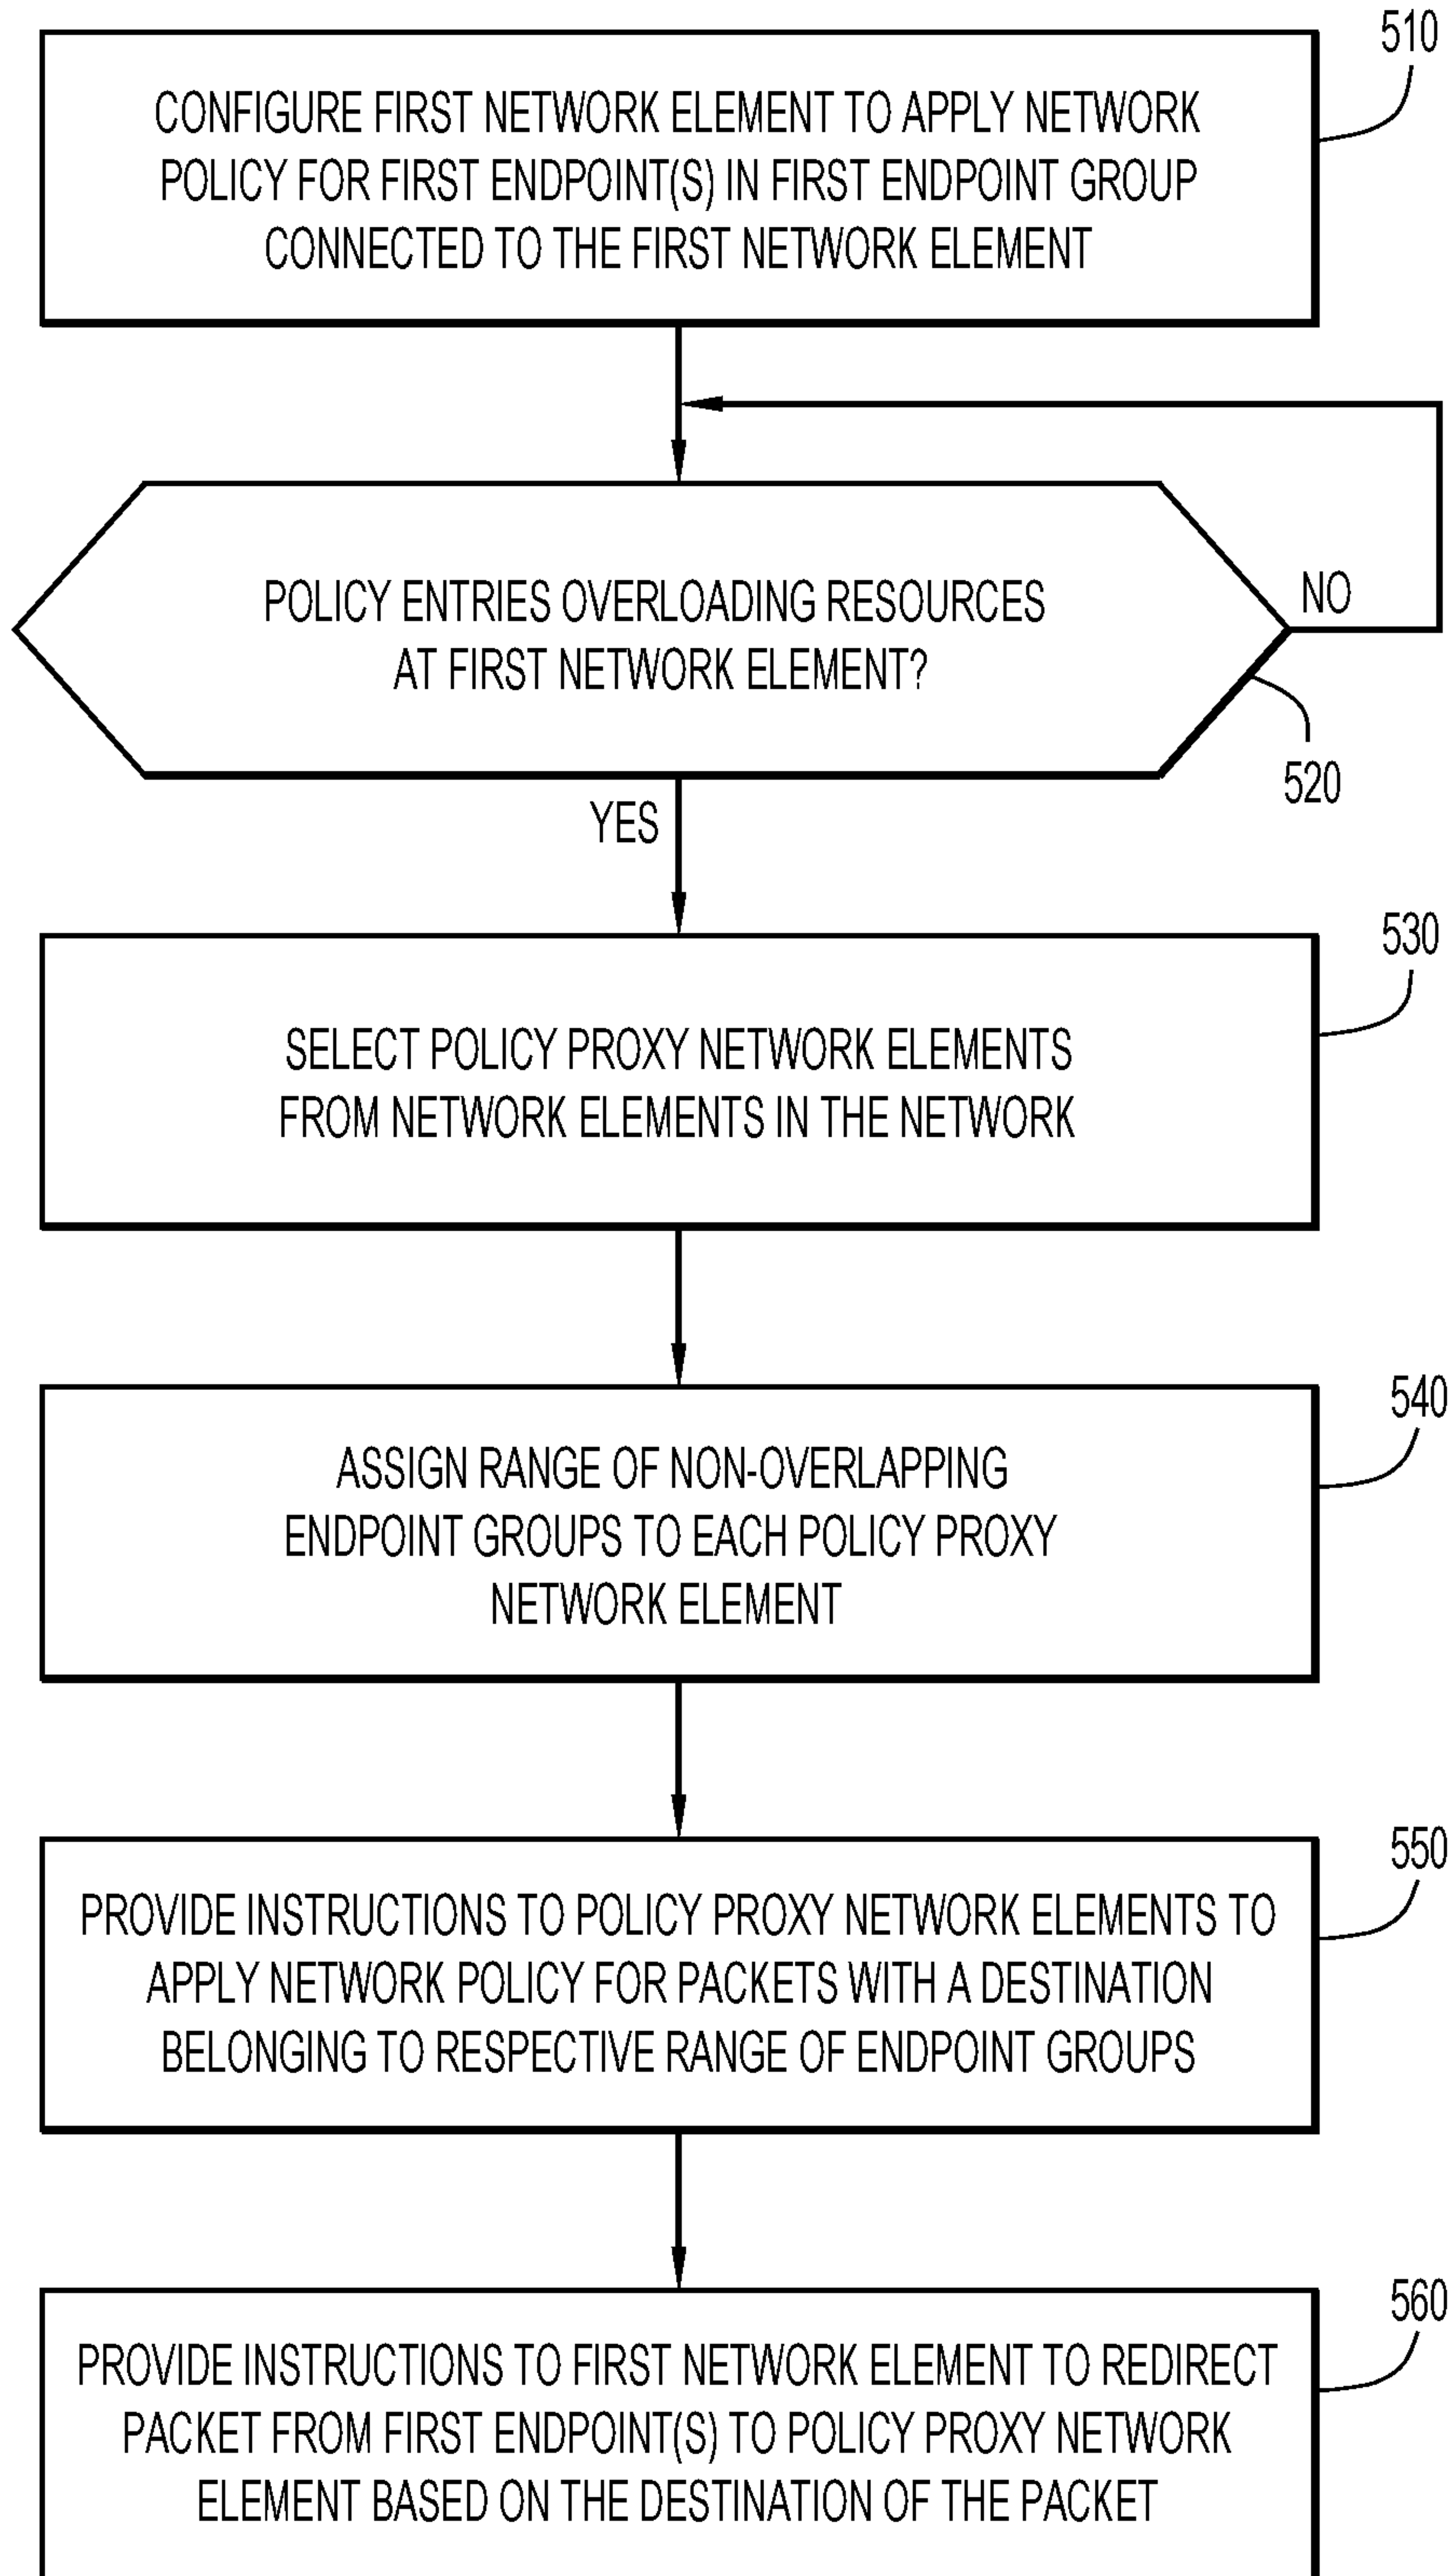 510
CONFIGURE FIRST NETWORK ELEMENT TO APPLY NETWORK
POLICY FOR FIRST ENDPOINT(S) IN FIRST ENDPOINT GROUP
CONNECTED TO THE FIRST NETWORK ELEMENT
POLICY ENTRIES OVERLOADING RESOURCES
AT FIRST NETWORK ELEMENT?
NO
520
YES
530
SELECT POLICY PROXY NETWORK ELEMENTS
FROM NETWORK ELEMENTS IN THE NETWORK
540
ASSIGN RANGE OF NON-OVERLAPPING
ENDPOINT GROUPS TO EACH POLICY PROXY
NETWORK ELEMENT
550
PROVIDE INSTRUCTIONS TO POLICY PROXY NETWORK ELEMENTS TO
APPLY NETWORK POLICY FOR PACKETS WITH A DESTINATION
BELONGING TO RESPECTIVE RANGE OF ENDPOINT GROUPS
560
PROVIDE INSTRUCTIONS TO FIRST NETWORK ELEMENT TO REDIRECT
PACKET FROM FIRST ENDPOINT(S) TO POLICY PROXY NETWORK
ELEMENT BASED ON THE DESTINATION OF THE PACKET